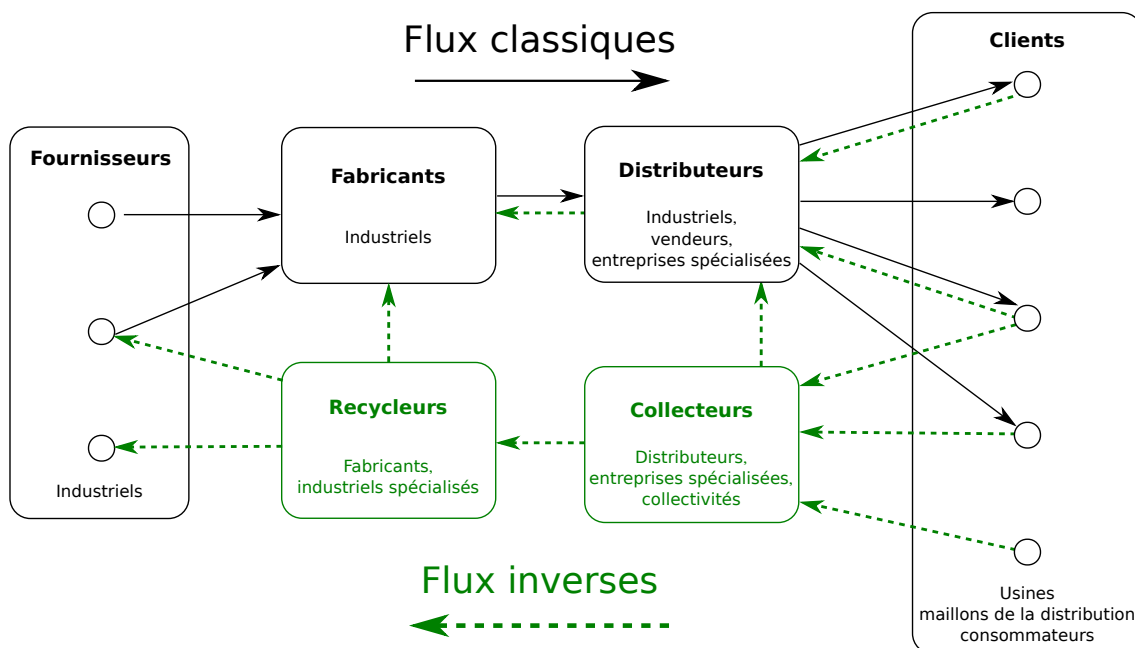 Flux classiques
Clients
Fournisseurs
Fabricants
Industriels
Distributeurs
Industriels,
vendeurs,
entreprises spécialisées
Recycleurs
Fabricants,
industriels spécialisés
Collecteurs
Distributeurs,
entreprises spécialisées,
collectivités
Industriels
Flux inverses
Usines
maillons de la distribution
consommateurs